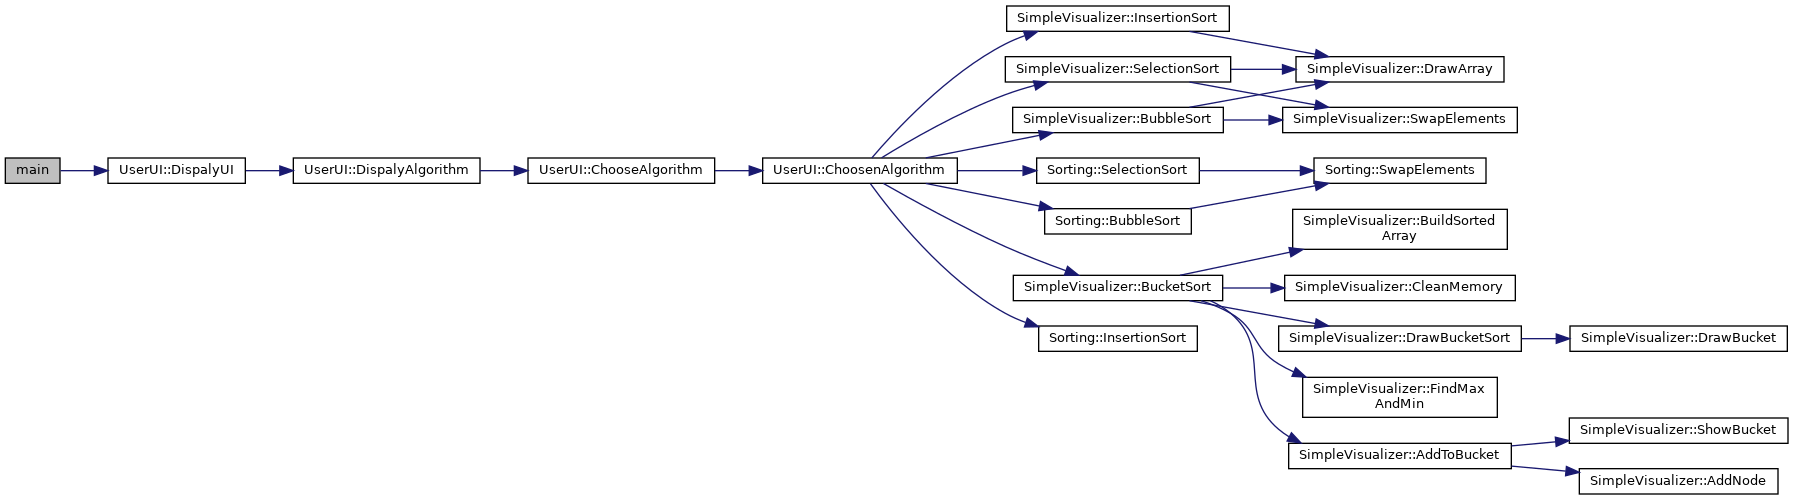 main
UserUI::DispalyUI
UserUI::DispalyAlgorithm
UserUI::ChooseAlgorithm
UserUI::ChoosenAlgorithm
SimpleVisualizer::InsertionSort
SimpleVisualizer::SelectionSort
SimpleVisualizer::BubbleSort
Sorting::SelectionSort
Sorting::BubbleSort
SimpleVisualizer::BucketSort
Sorting::InsertionSort
SimpleVisualizer::DrawArray
SimpleVisualizer::SwapElements
Sorting::SwapElements
SimpleVisualizer::BuildSorted
Array
SimpleVisualizer::CleanMemory
SimpleVisualizer::DrawBucketSort
SimpleVisualizer::FindMax
AndMin
SimpleVisualizer::AddToBucket
SimpleVisualizer::DrawBucket
SimpleVisualizer::ShowBucket
SimpleVisualizer::AddNode